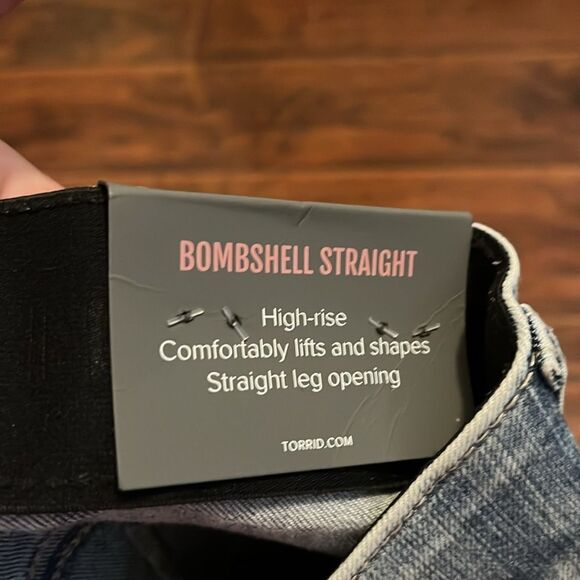 BOMBSHELL STRAIGHT
High-rise
Comfortably lifts and shapes
Straight leg opening
TORRID.COM